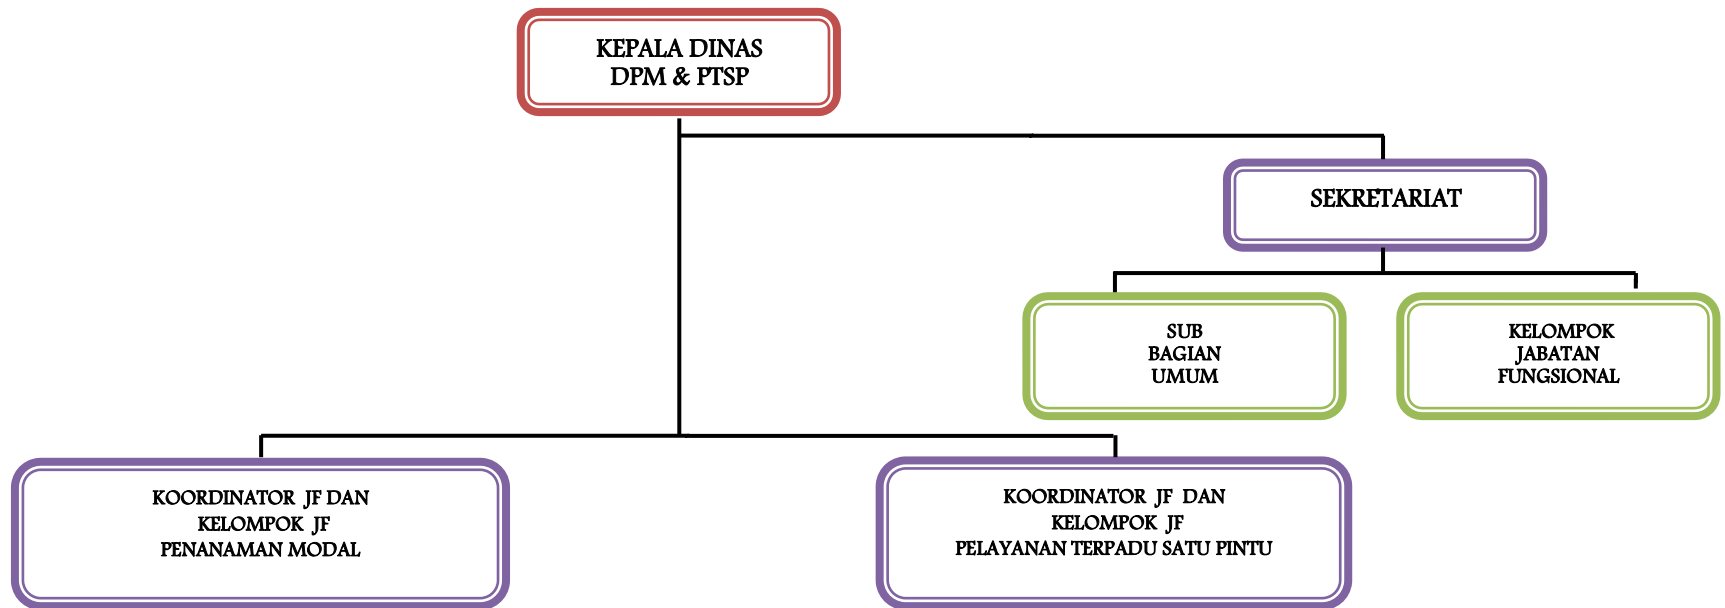 KEPALA DINAS
DPM & PTSP
SEKRETARIAT
SUB
BAGIAN
UMUM
KELOMPOK
JABATAN
FUNGSIONAL
KOORDINATOR JF DAN
KELOMPOK JF
PENANAMAN MODAL
KOORDINATOR JF DAN
KELOMPOK JF
PELAYANAN TERPADU SATU PINTU